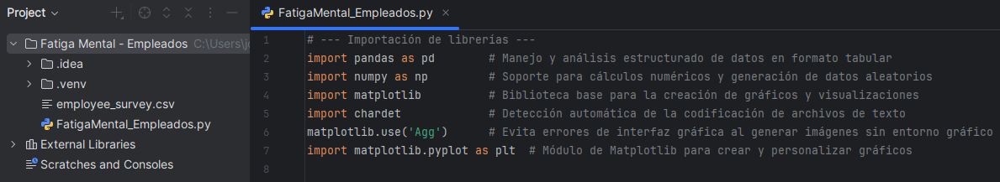 Project
Fatiga Mental - Empleados C:\Users\jo
.idea
.venv
employee_survey.csv
FatigaMental_Empleados.py
External Libraries
Scratches and Consoles
FatigaMental_Empleados.py
1 # --- Importación de librerías ---
2 import pandas as pd # Manejo y análisis estructurado de datos en formato tabular
3 import numpy as np # Soporte para cálculos numéricos y generación de datos aleatorios
4 import matplotlib # Biblioteca base para la creación de gráficos y visualizaciones
5 import chardet # Detección automática de la codificación de archivos de texto
6 matplotlib.use('Agg') # Evita errores de interfaz gráfica al generar imágenes sin entorno gráfico
7 import matplotlib.pyplot as plt # Módulo de Matplotlib para crear y personalizar gráficos
8